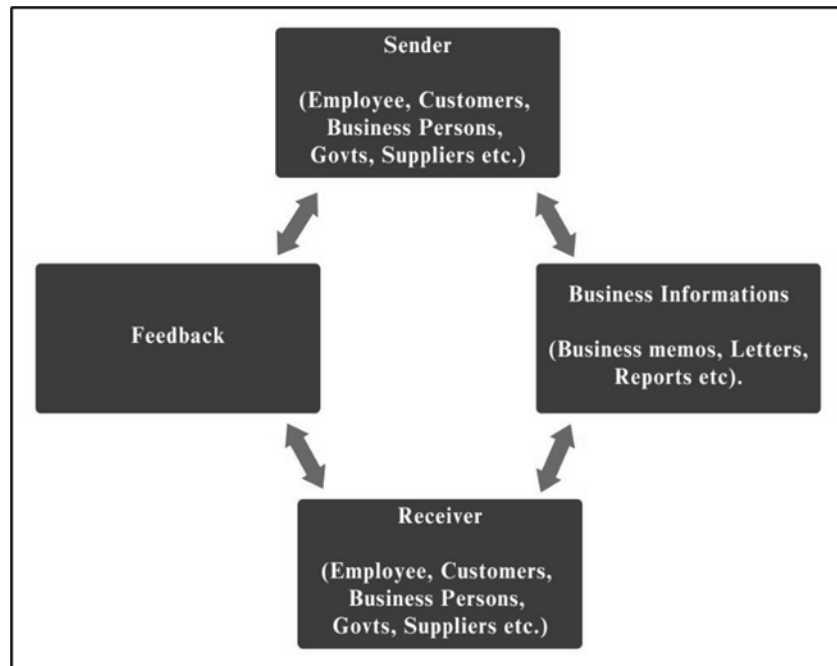 Sender
(Employee, Customers,
Business Persons,
Govts, Suppliers etc.)
Feedback
Business Informations
(Business memos, Letters,
Reports etc).
Receiver
(Employee, Customers,
Business Persons,
Govts, Suppliers etc.)